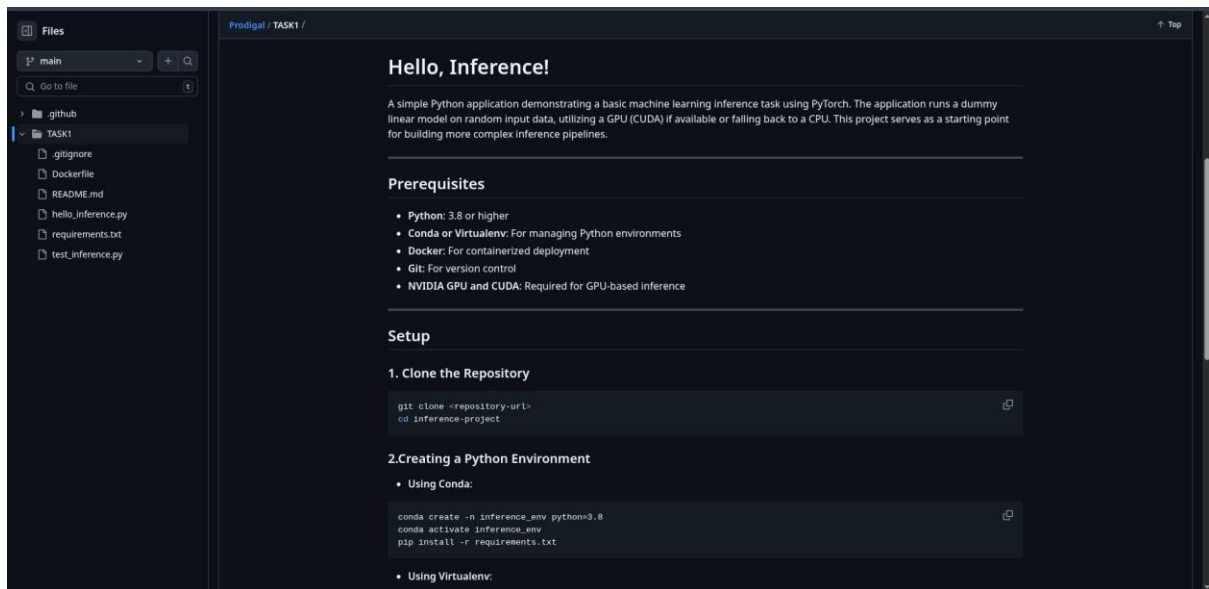 Files
main
Go to file
t
.github
TASK1
.gitignore
Dockerfile
README.md
hello_inference.py
requirements.txt
test_inference.py
Prodigal / TASK1 /
Top
Hello, Inference!
A simple Python application demonstrating a basic machine learning inference task using PyTorch. The application runs a dummy
linear model on random input data, utilizing a GPU (CUDA) if available or falling back to a CPU. This project serves as a starting point
for building more complex inference pipelines.
Prerequisites
• Python: 3.8 or higher
• Conda or Virtualenv: For managing Python environments
• Docker: For containerized deployment
• Git: For version control
• NVIDIA GPU and CUDA: Required for GPU-based inference
Setup
1. Clone the Repository
git clone <repository-url>
cd inference-project
2.Creating a Python Environment
• Using Conda:
conda create -n inference_env python=3.8
conda activate inference_env
pip install -r requirements.txt
• Using Virtualenv: